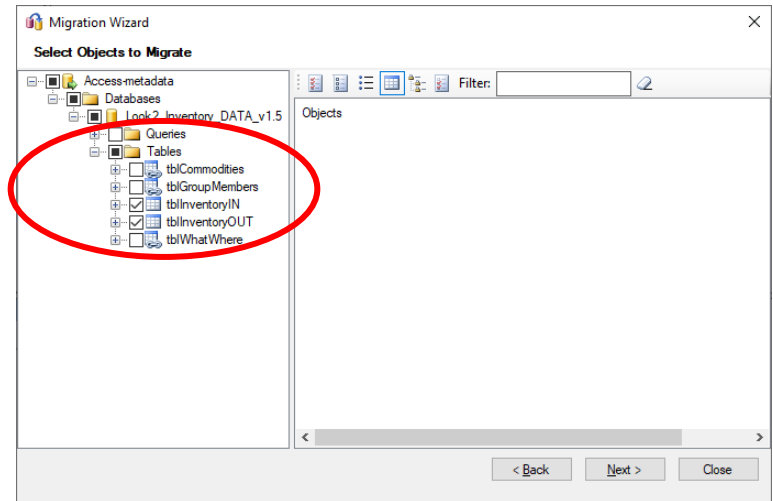 Migration Wizard
Select Objects to Migrate
Access-metadata
Databases
Look2_Inventory_DATA_v1.5
Queries
Tables
tblCommodities
tblGroupMembers
tblInventoryIN
tblInventoryOUT
tblWhatWhere
Filter:
Objects
< Back Next > Close